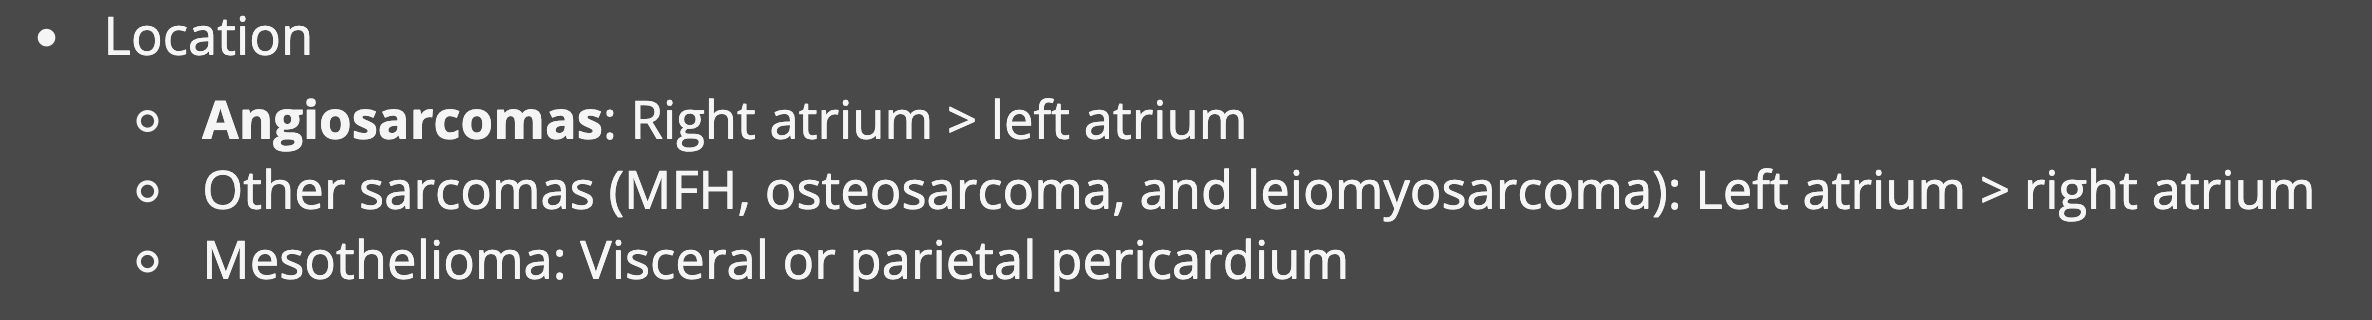 • Location
◦ Angiosarcomas: Right atrium > left atrium
◦ Other sarcomas (MFH, osteosarcoma, and leiomyosarcoma): Left atrium > right atrium
◦ Mesothelioma: Visceral or parietal pericardium